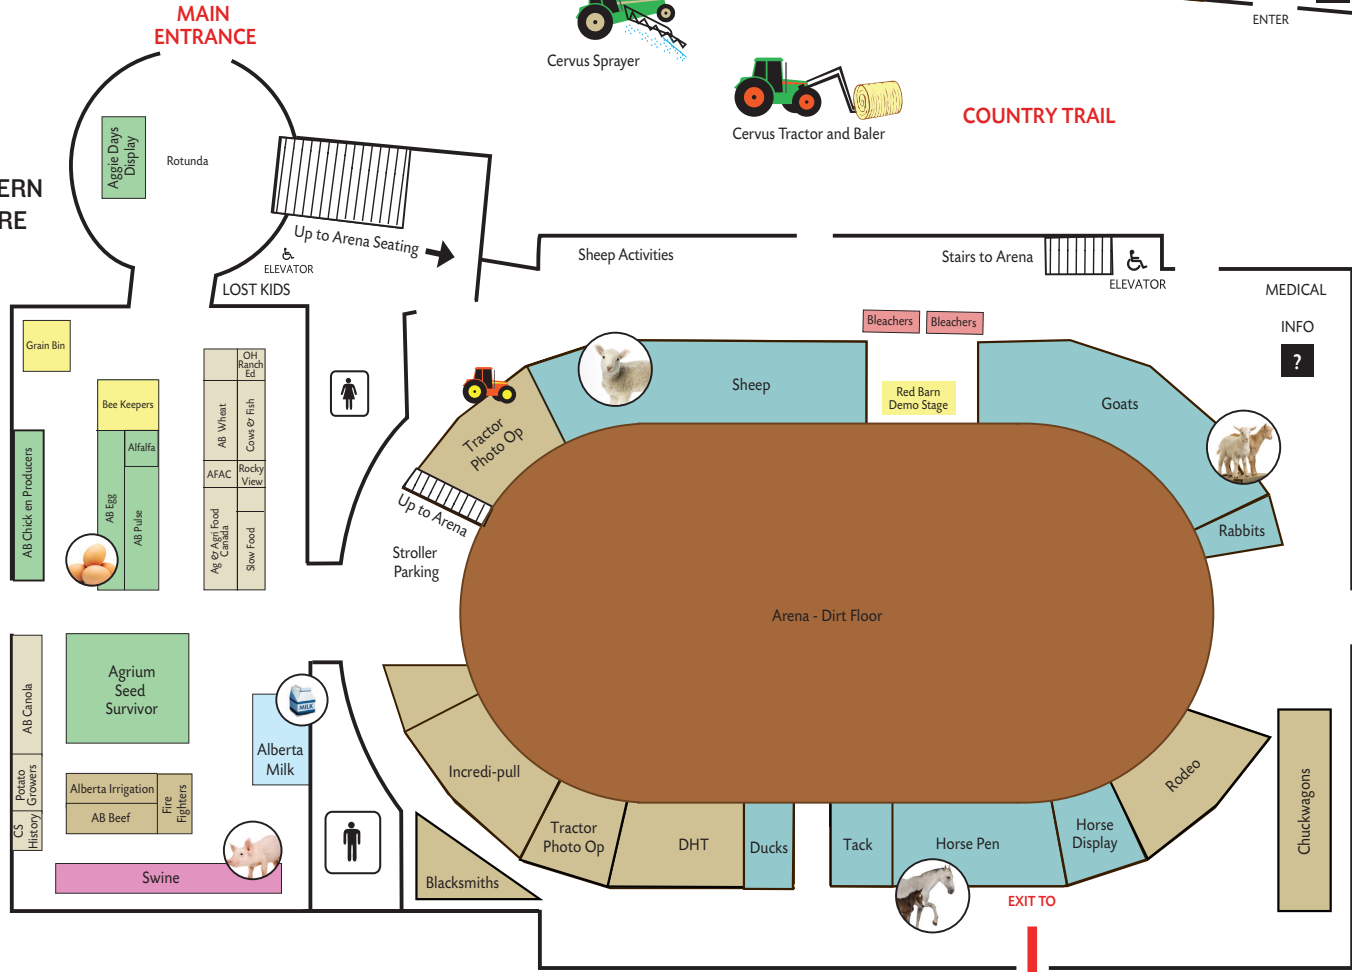 MAIN
ENTRANCE
ENTER
Cervus Sprayer
Cervus Tractor and Baler
COUNTRY TRAIL
Aggie Days
Display
Rotunda
ERN
RE
Up to Arena Seating
ELEVATOR
LOST KIDS
Sheep Activities
Stairs to Arena
ELEVATOR
MEDICAL
INFO
?
Bleachers
Bleachers
Grain Bin
OH
Ranch
Ed
Bee Keepers
AB Wheat
Cows & Fish
Alfalfa
AFAC
Rocky
View
AB Chick en Producers
AB Egg
AB Pulse
Ag & Agri Food
Canada
Slow Food
Sheep
Red Barn
Demo Stage
Goats
Tractor
Photo Op
Up to Arena
Stroller
Parking
Rabbits
Arena - Dirt Floor
AB Canola
Agrium
Seed
Survivor
MILK
Alberta
Milk
Potato
Growers
Alberta Irrigation
AB Beef
Fire
Fighters
CS
History
Swine
Incredi-pull
Tractor
Photo Op
DHT
Ducks
Tack
Horse Pen
Horse
Display
Rodeo
Chuckwagons
Blacksmiths
EXIT TO